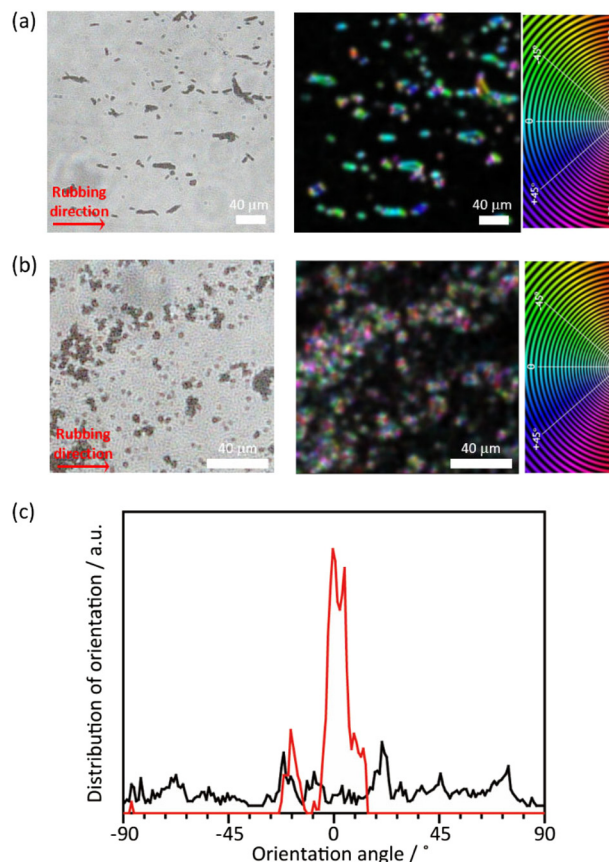 (a)
Rubbing
direction
40 μm
40 μm
-45°
0
+45°
(b)
Rubbing
direction
40 μm
40 μm
-45°
0
+45°
(c)
Distribution of orientation / a.u.
-90
-45
0
45
90
Orientation angle / °